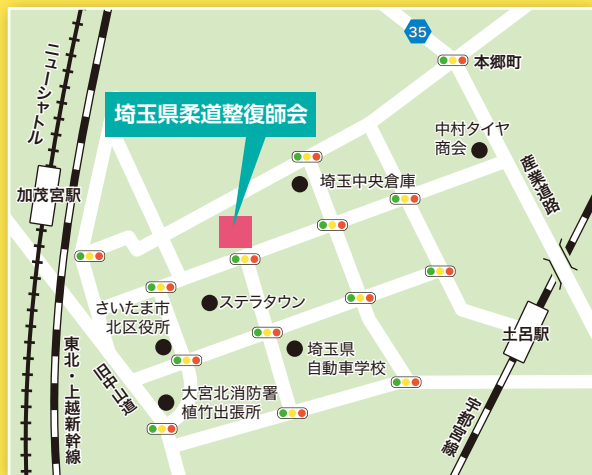 35
本郷町
ニューシャトル
埼玉県柔道整復師会
中村タイヤ
商会
産業道路
加茂宮駅
埼玉中央倉庫
ステラタウン
さいたま市
北区役所
土呂駅
埼玉県
自動車学校
東北・上越新幹線
旧中山道
大宮北消防署
植竹出張所
宇都宮線